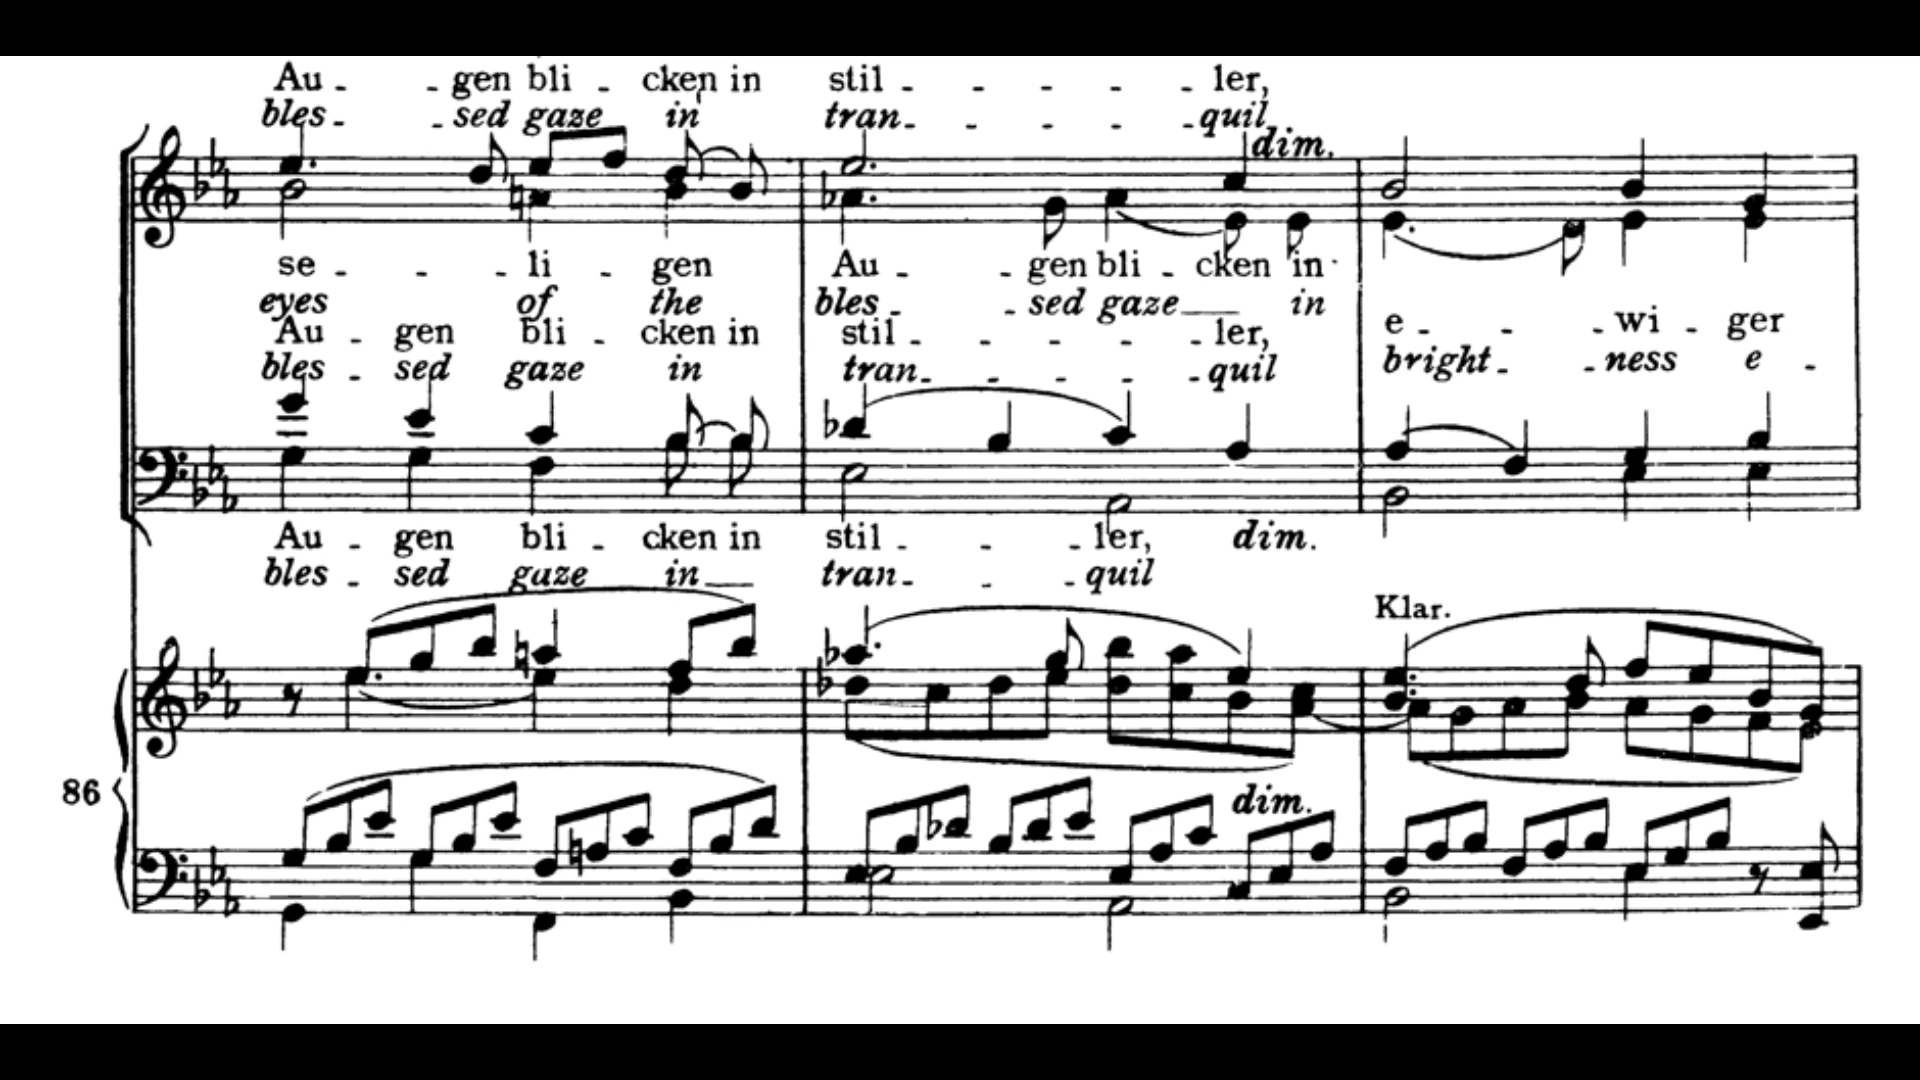 Au - - gen bli - cken in stil - - - - - ler,
bles - - sed gaze in tran - - - - - quil
dim.
se - - - li - gen Au - - gen bli - cken in
eyes of the bles - - sed gaze in
Au - gen bli - cken in stil - - - - - ler, e - - - wi - ger
bles - sed gaze in tran - - - - - quil bright - - ness e -
Au - gen bli - cken in stil - - - ler, dim.
bles - sed gaze in tran - - - quil
Klar.
86
dim.